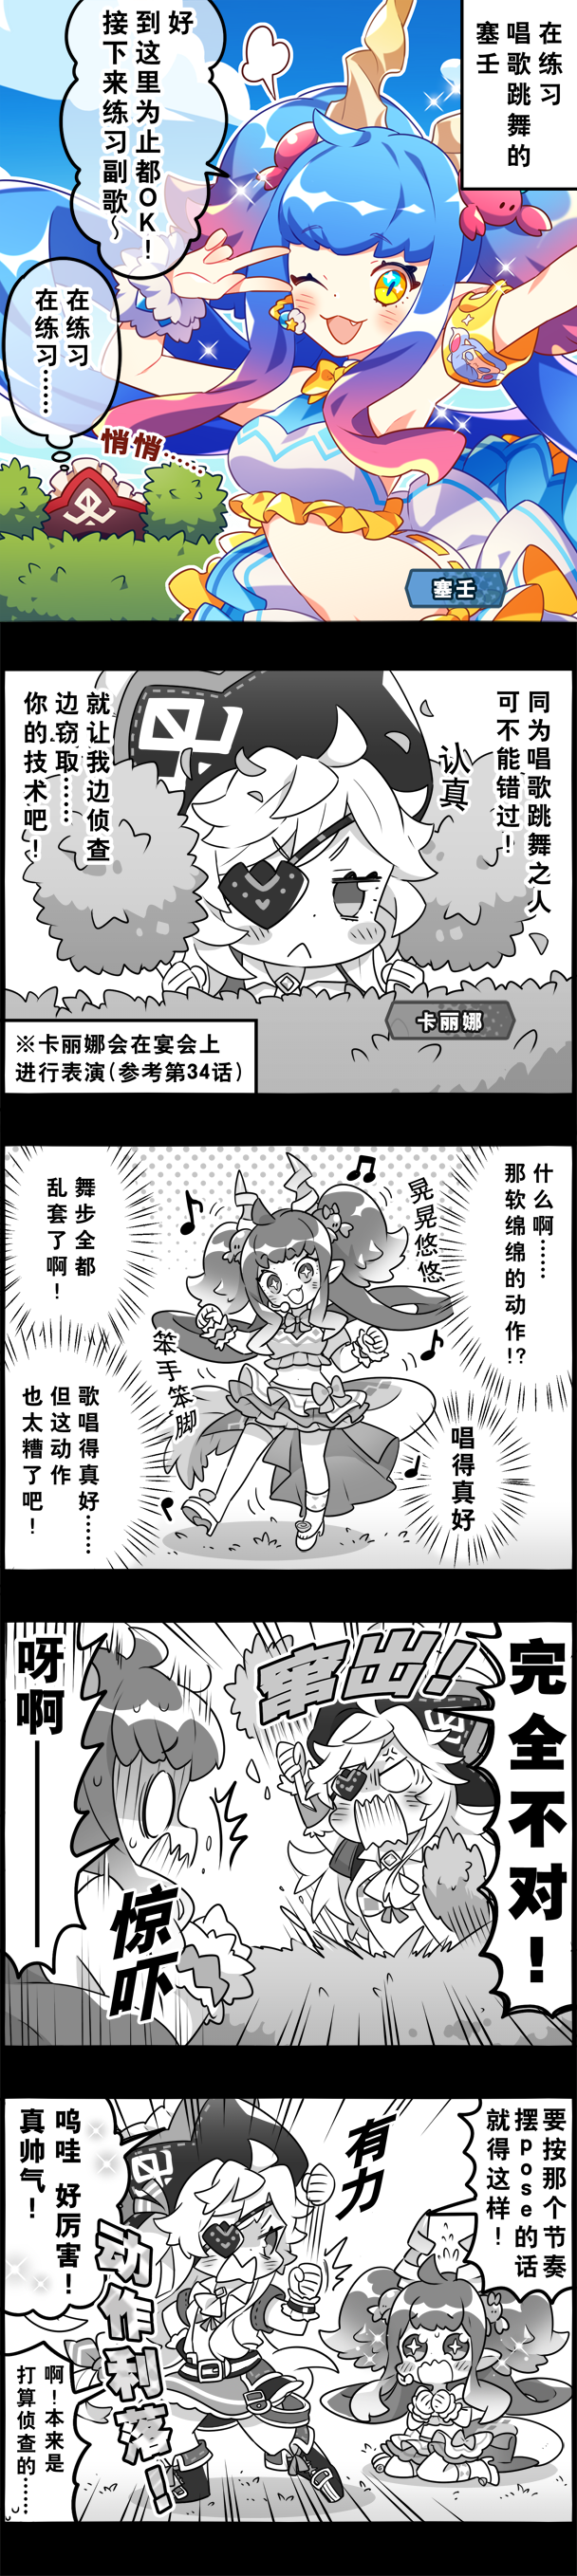 在练习
唱歌跳舞的
塞壬
好
到这里为止都OK！
接下来练习副歌～
在练习
在练习……
悄悄……
塞壬
同为唱歌跳舞之人
可不能错过！
认真
就让我边侦查
边窃取……
你的技术吧！
卡丽娜
※卡丽娜会在宴会上
进行表演(参考第34话)
什么啊……
那软绵绵的动作!?
晃晃悠悠
舞步全都
乱套了啊！
笨手笨脚
唱得真好
歌唱得真好……
但这动作
也太糟了吧！
完全不对！
窜出！
呀啊——
惊吓
要按那个节奏
摆pose的话
就得这样！
有力
呜哇 好厉害！
真帅气！
动作利落！
啊！本来是
打算侦查的……